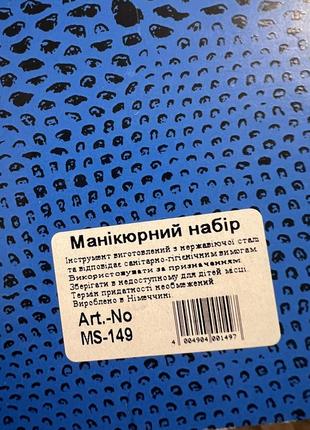 Манікюрний набір
Інструмент виготовлений з нержавіючої сталі
та відповідає санітарно-гігієнічним вимогам
Використовувати за призначенням.
Зберігати в недоступному для дітей місці.
Термін придатності необмежений
Вироблено в Німеччині.
Art.-No
MS-149
4 004904 001497